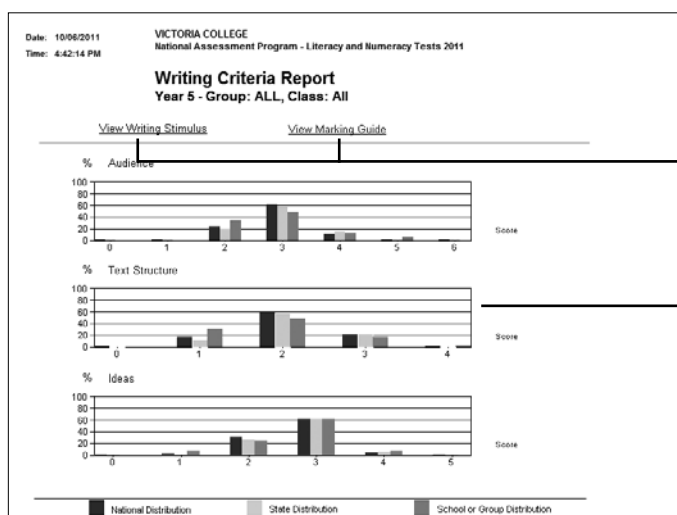 Date: 10/06/2011
Time: 4:42:14 PM
VICTORIA COLLEGE
National Assessment Program - Literacy and Numeracy Tests 2011
Writing Criteria Report
Year 5 - Group: ALL, Class: All
View Writing Stimulus View Marking Guide
% Audience
100
80
60
40
20
0
0 1 2 3 4 5 6
Score
% Text Structure
100
80
60
40
20
0
0 1 2 3 4
Score
% Ideas
100
80
60
40
20
0
0 1 2 3 4 5
Score
National Distribution State Distribution School or Group Distribution